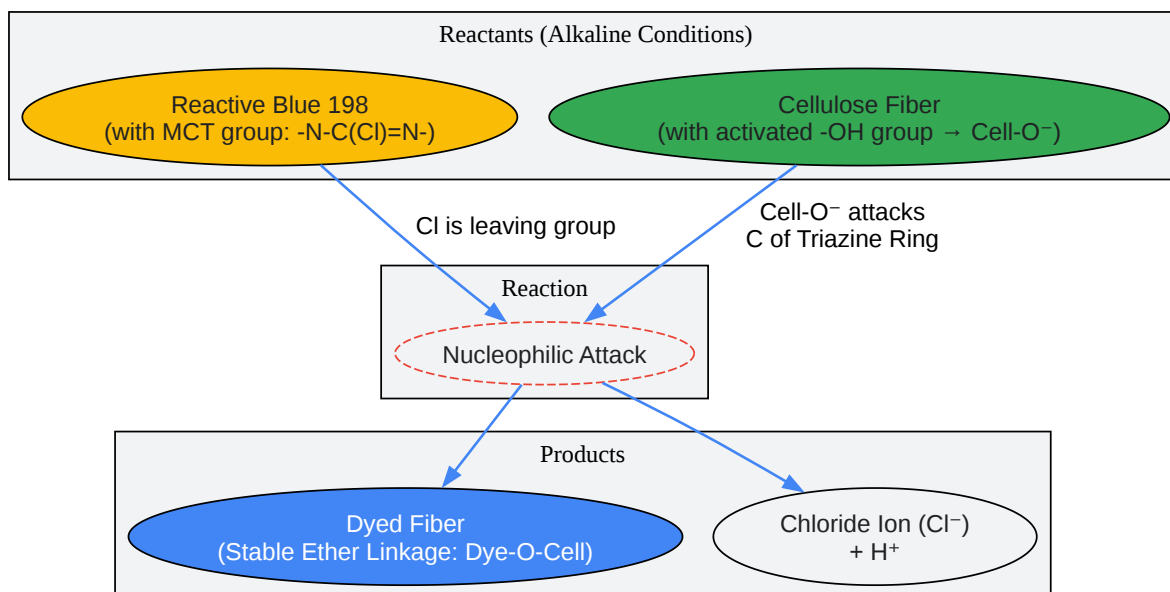 Reactants (Alkaline Conditions)
Reactive Blue 198
(with MCT group: -N-C(Cl)=N-)
Cellulose Fiber
(with activated -OH group → Cell-O⁻)
Cl is leaving group
Cell-O⁻ attacks
C of Triazine Ring
Reaction
Nucleophilic Attack
Products
Dyed Fiber
(Stable Ether Linkage: Dye-O-Cell)
Chloride Ion (Cl⁻)
+ H⁺